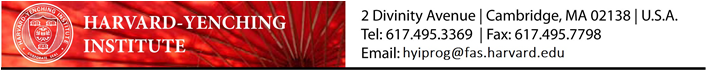 HARVARD-YENCHING
INSTITUTE
2 Divinity Avenue | Cambridge, MA 02138 | U.S.A.
Tel: 617.495.3369 | Fax: 617.495.7798
Email: hyiprog@fas.harvard.edu